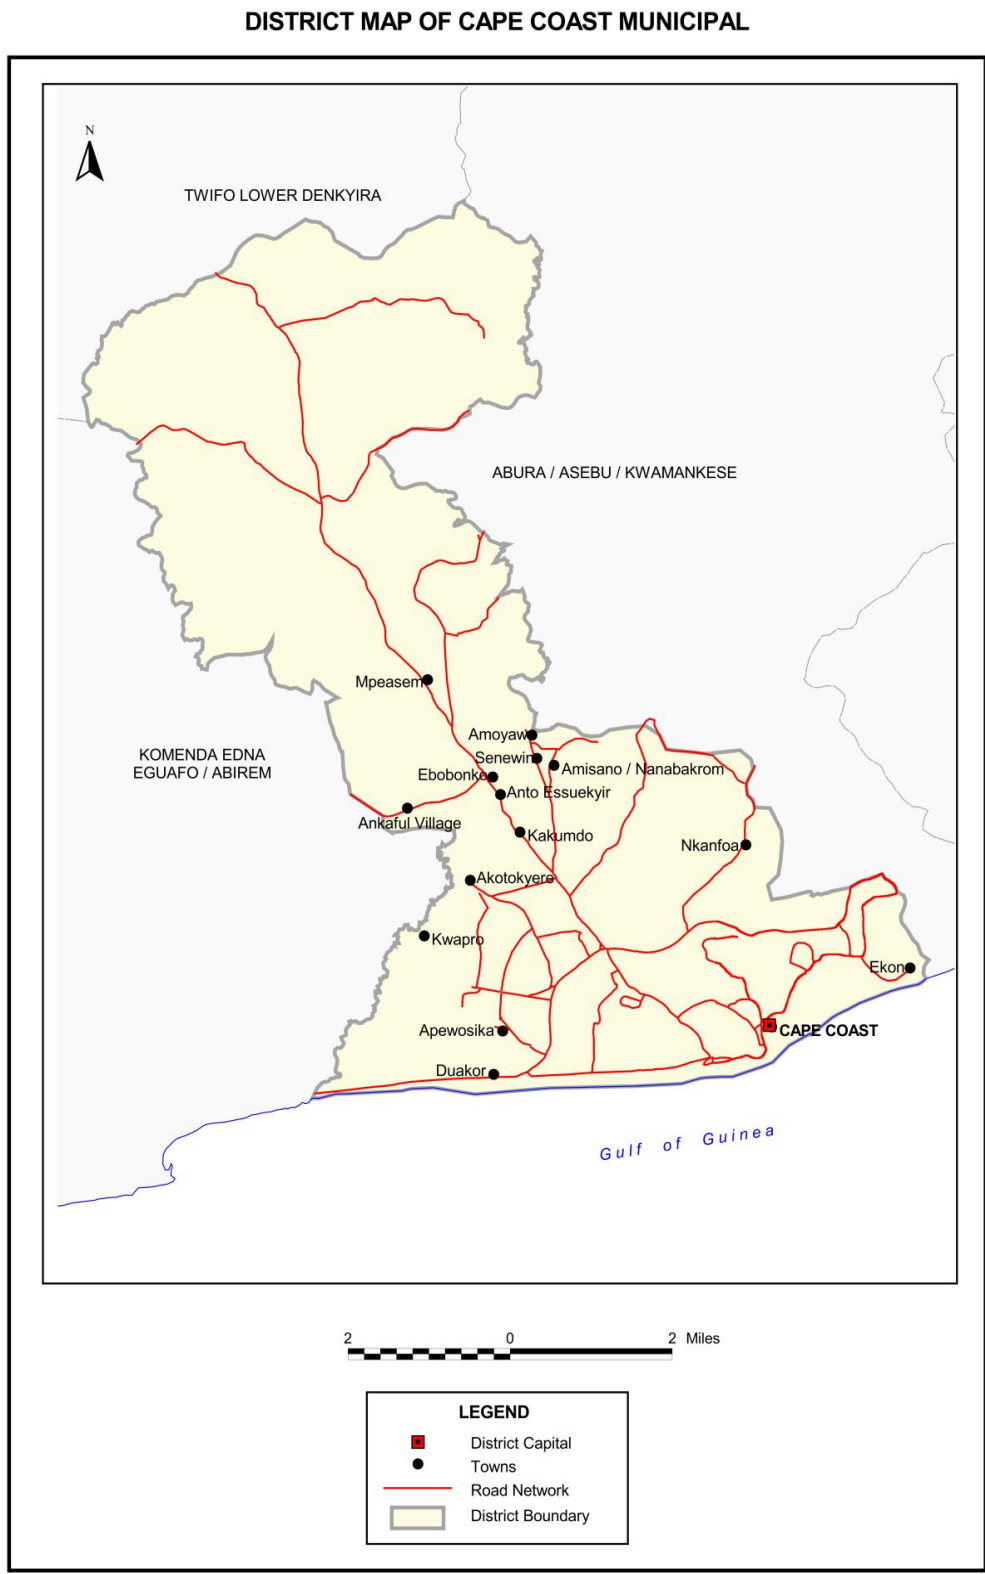 DISTRICT MAP OF CAPE COAST MUNICIPAL
N
TWIFO LOWER DENKYIRA
ABURA / ASEBU / KWAMANKESE
Mpeasem
Amoyaw
KOMENDA EDNA
EGUAFO / ABIREM
Senewin
Amisano / Nanabakrom
Ebobonko
Anto Essuekyir
Ankaful Village
Kakumdo
Nkanfoa
Akotokyere
Kwapro
Ekon
Apewosika
CAPE COAST
Duakor
Gulf of Guinea
2 0 2 Miles
LEGEND
District Capital
Towns
Road Network
District Boundary